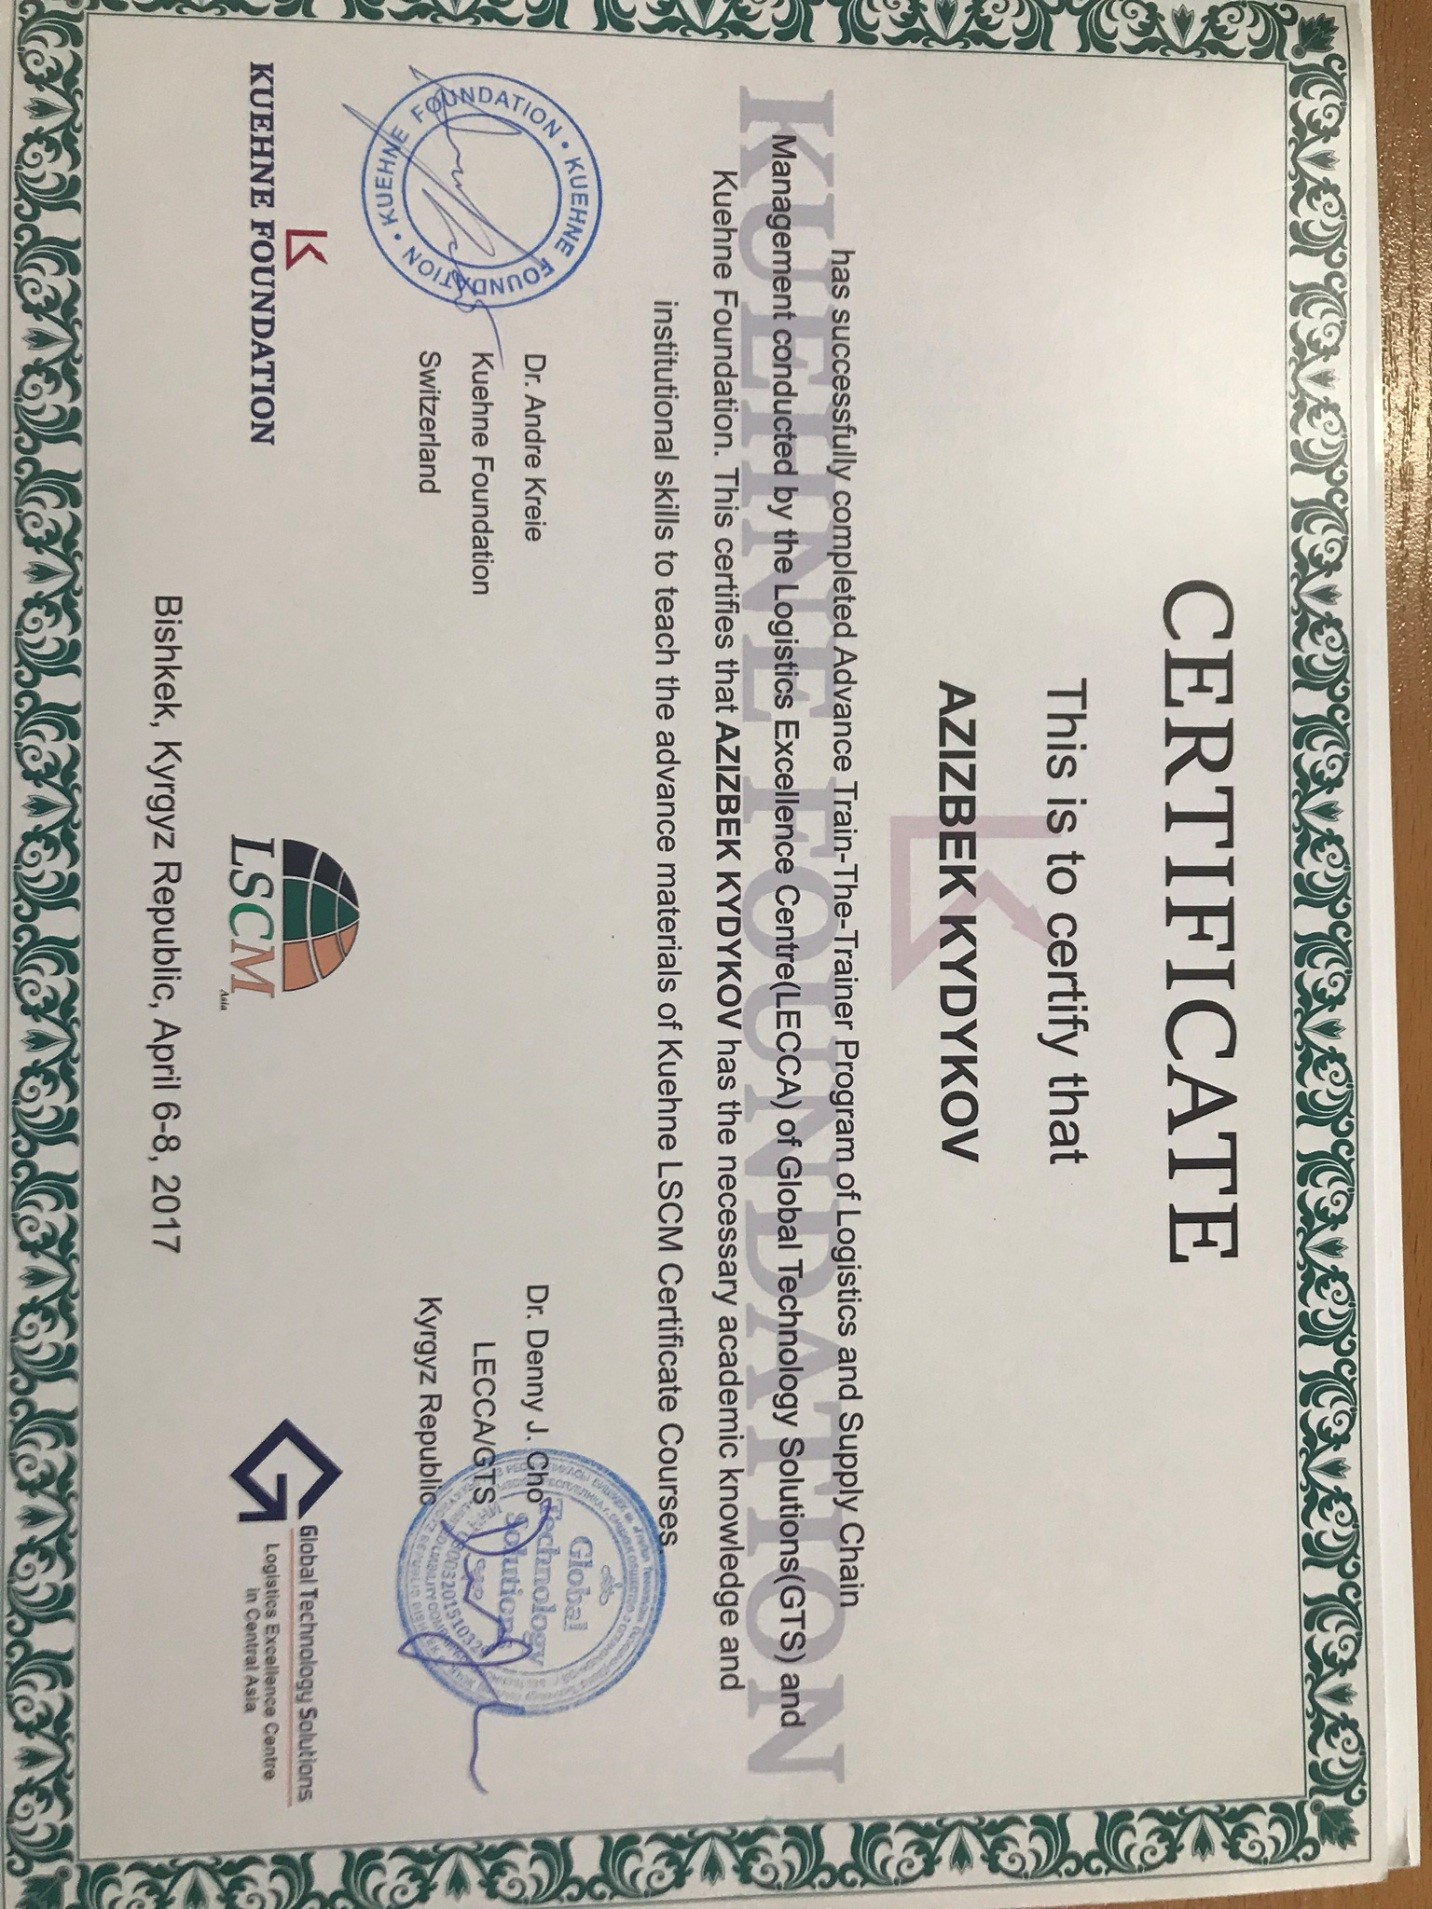 CERTIFICATE
This is to certify that
AZIZBEK KYDYKOV
KUEHNE FOUNDATION
has successfully completed Advance Train-The-Trainer Program of Logistics and Supply Chain
Management conducted by the Logistics Excellence Centre(LECCA) of Global Technology Solutions(GTS) and
Kuehne Foundation. This certifies that AZIZBEK KYDYKOV has the necessary academic knowledge and
institutional skills to teach the advance materials of Kuehne LSCM Certificate Courses
KUEHNE FOUNDATION • KUEHNE FOUNDATION •
Dr. Andre Kreie
Kuehne Foundation
Switzerland
Dr. Denny J. Cho
LECCA/GTS
Kyrgyz Republic
Global
Technology
Solutions
KUEHNE FOUNDATION
LSCM
Asia
Global Technology Solutions
Logistics Excellence Centre
in Central Asia
Bishkek, Kyrgyz Republic, April 6-8, 2017